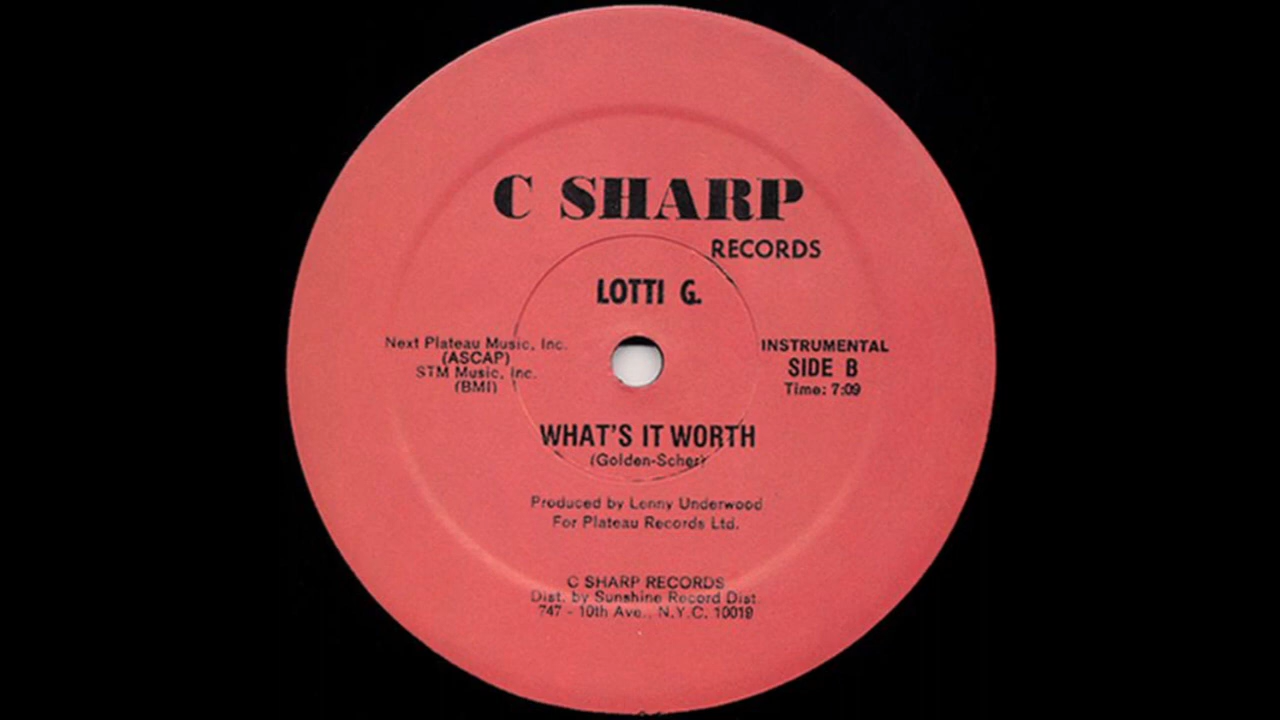 C SHARP
RECORDS
LOTTI G.
Next Plateau Music, Inc.
(ASCAP)
STM Music, Inc.
(BMI)
INSTRUMENTAL
SIDE B
Time: 7:09
WHAT'S IT WORTH
(Golden-Scher)
Produced by Lenny Underwood
For Plateau Records Ltd.
C SHARP RECORDS
Dist. by Sunshine Record Dist.
747 - 10th Ave., N.Y.C. 10019